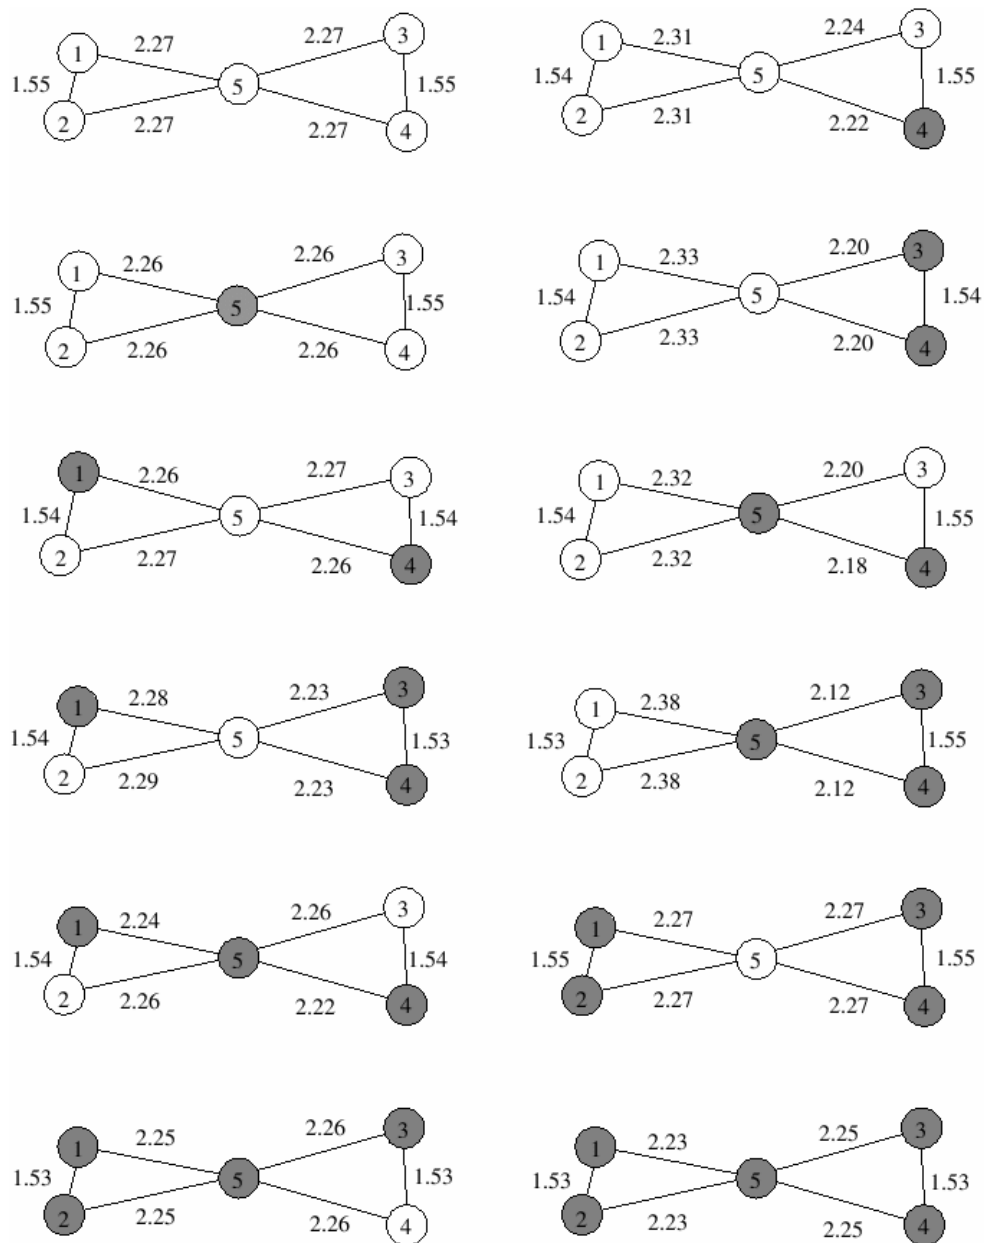 1 2.27 2.27 3
1.55 5 1.55
2 2.27 2.27 4
1 2.31 2.24 3
1.54 5 1.55
2 2.31 2.22 4
1 2.26 2.26 3
1.55 5 1.55
2 2.26 2.26 4
1 2.33 2.20 3
1.54 5 1.54
2 2.33 2.20 4
1 2.26 2.27 3
1.54 5 1.54
2 2.27 2.26 4
1 2.32 2.20 3
1.54 5 1.55
2 2.32 2.18 4
1 2.28 2.23 3
1.54 5 1.53
2 2.29 2.23 4
1 2.38 2.12 3
1.53 5 1.55
2 2.38 2.12 4
1 2.24 2.26 3
1.54 5 1.54
2 2.26 2.22 4
1 2.27 2.27 3
1.55 5 1.55
2 2.27 2.27 4
1 2.25 2.26 3
1.53 5 1.53
2 2.25 2.26 4
1 2.23 2.25 3
1.53 5 1.53
2 2.23 2.25 4